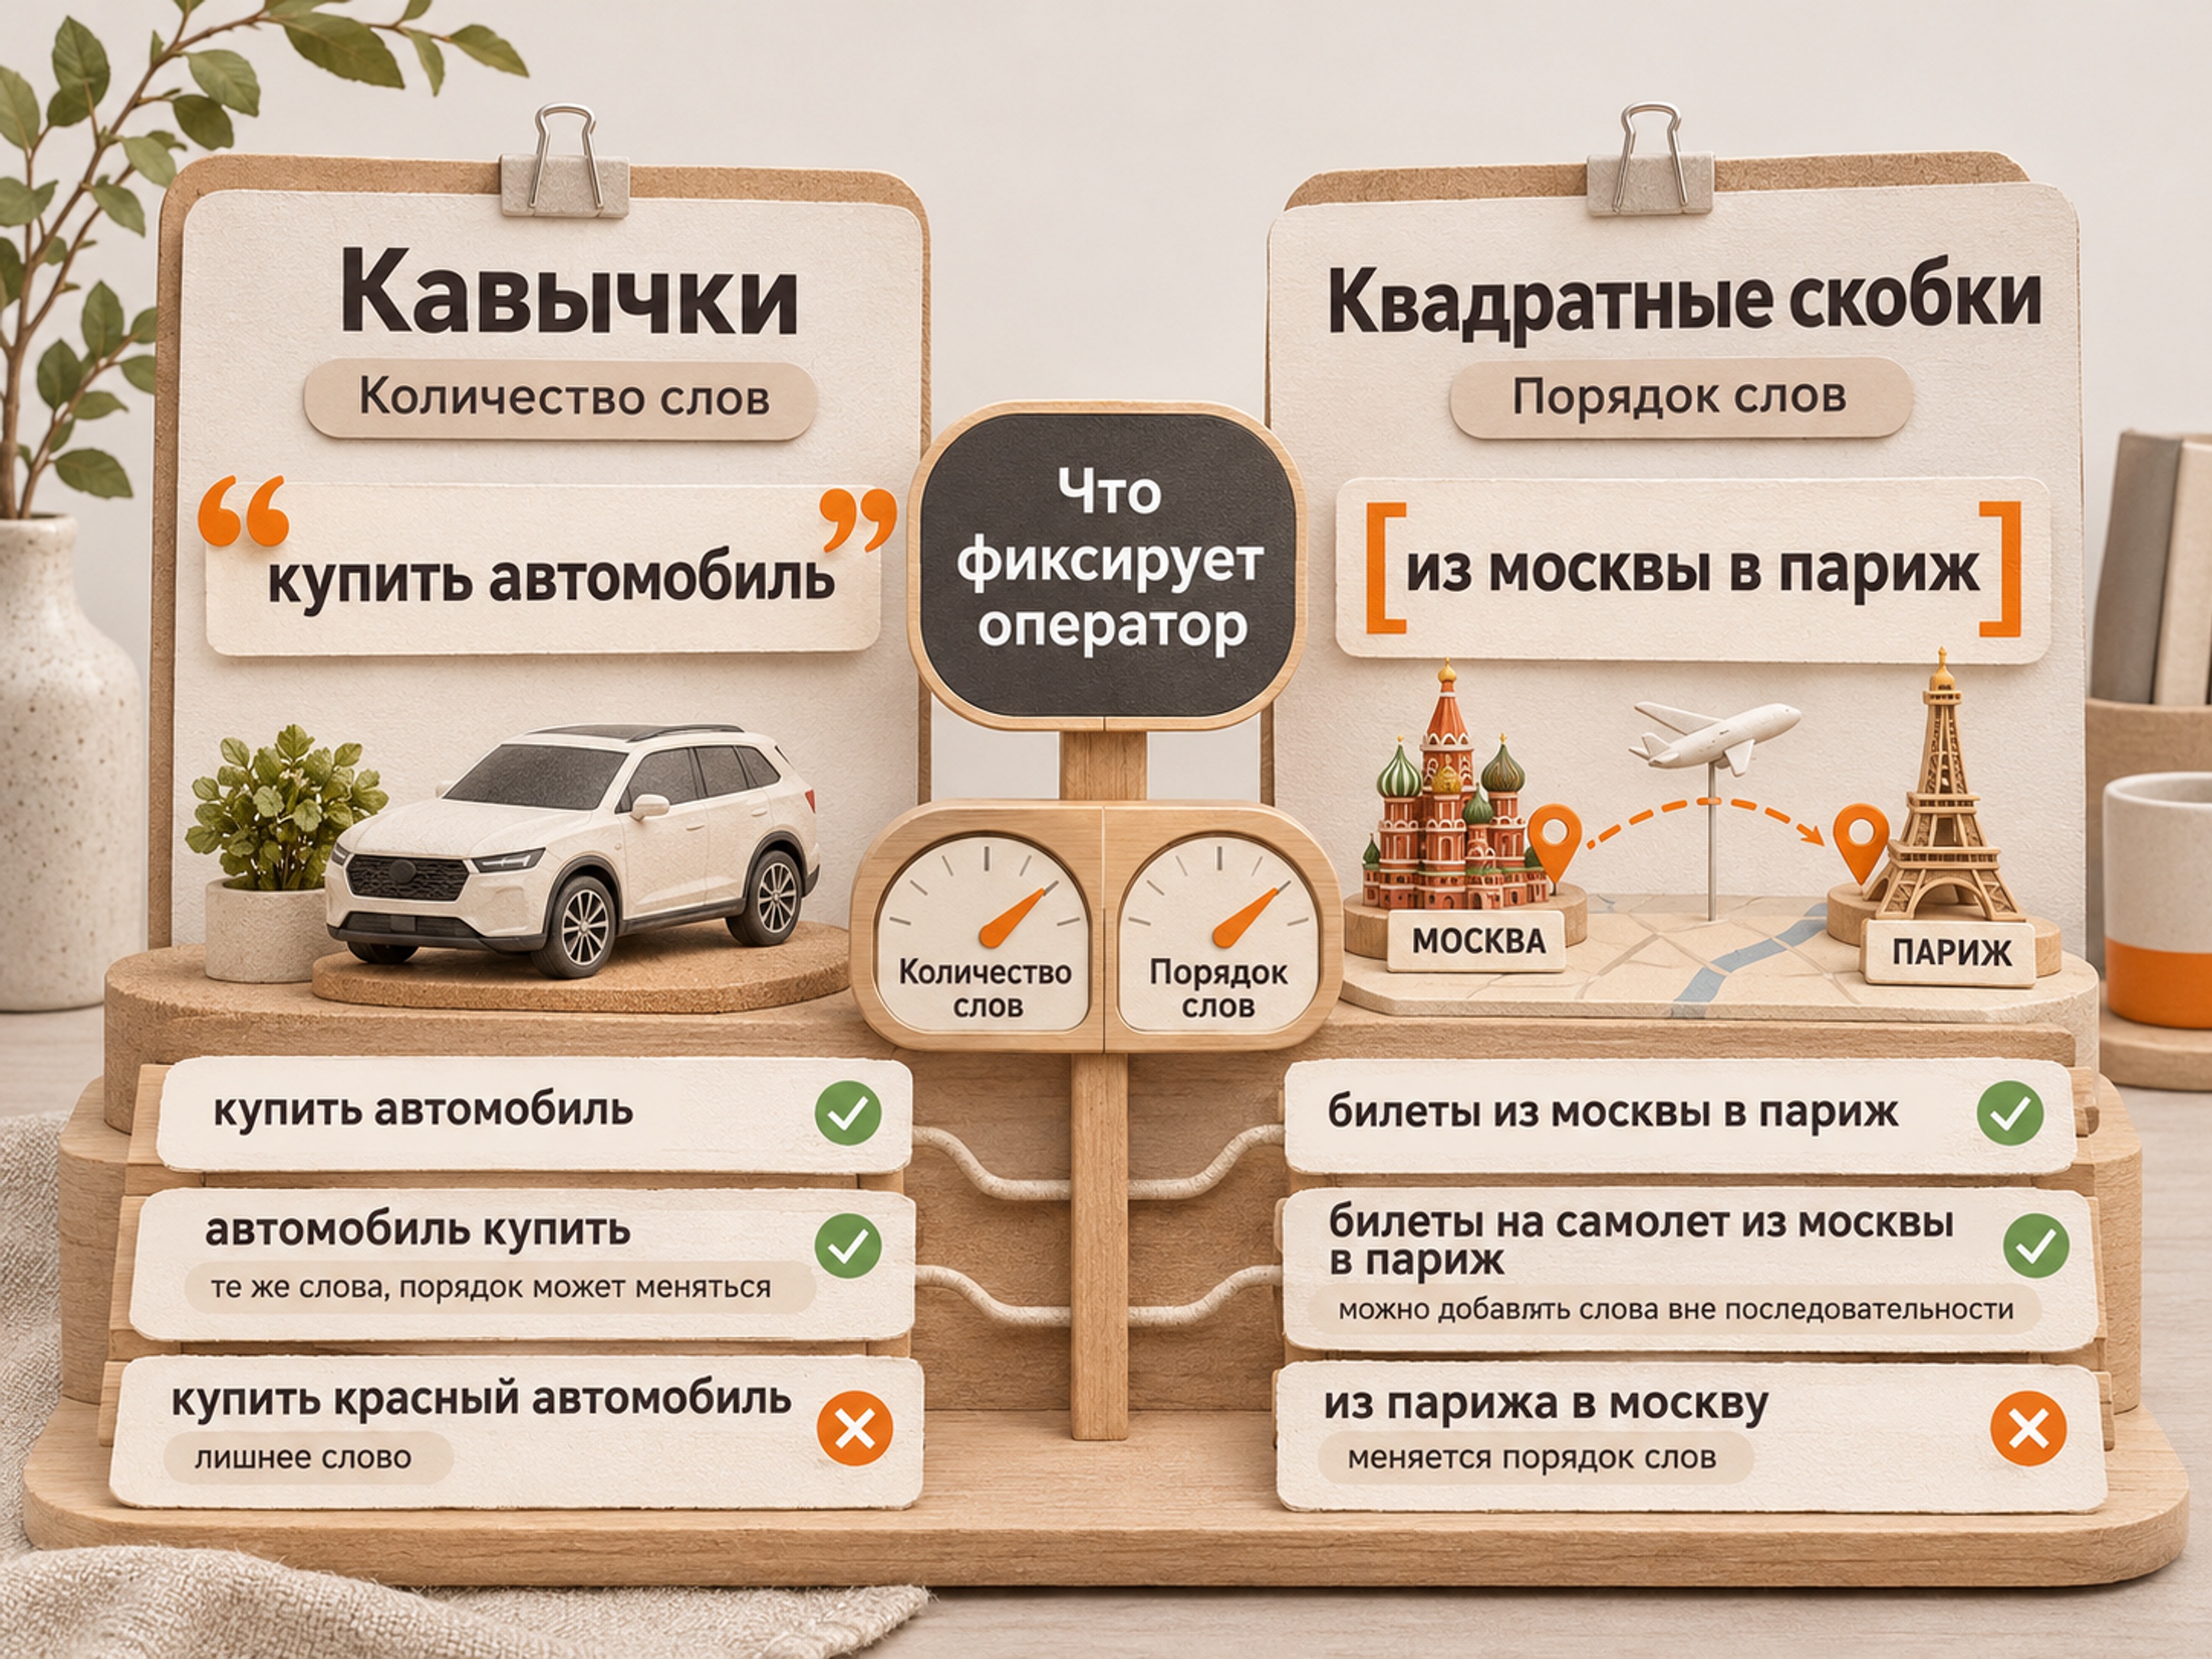 Кавычки
Количество слов
“купить автомобиль”
Что
фиксирует
оператор
Количество
слов
Порядок
слов
Квадратные скобки
Порядок слов
[из москвы в париж]
МОСКВА
ПАРИЖ
купить автомобиль
автомобиль купить
те же слова, порядок может меняться
купить красный автомобиль
лишнее слово
билеты из москвы в париж
билеты на самолет из москвы
в париж
можно добавлять слова вне последовательности
из парижа в москву
меняется порядок слов